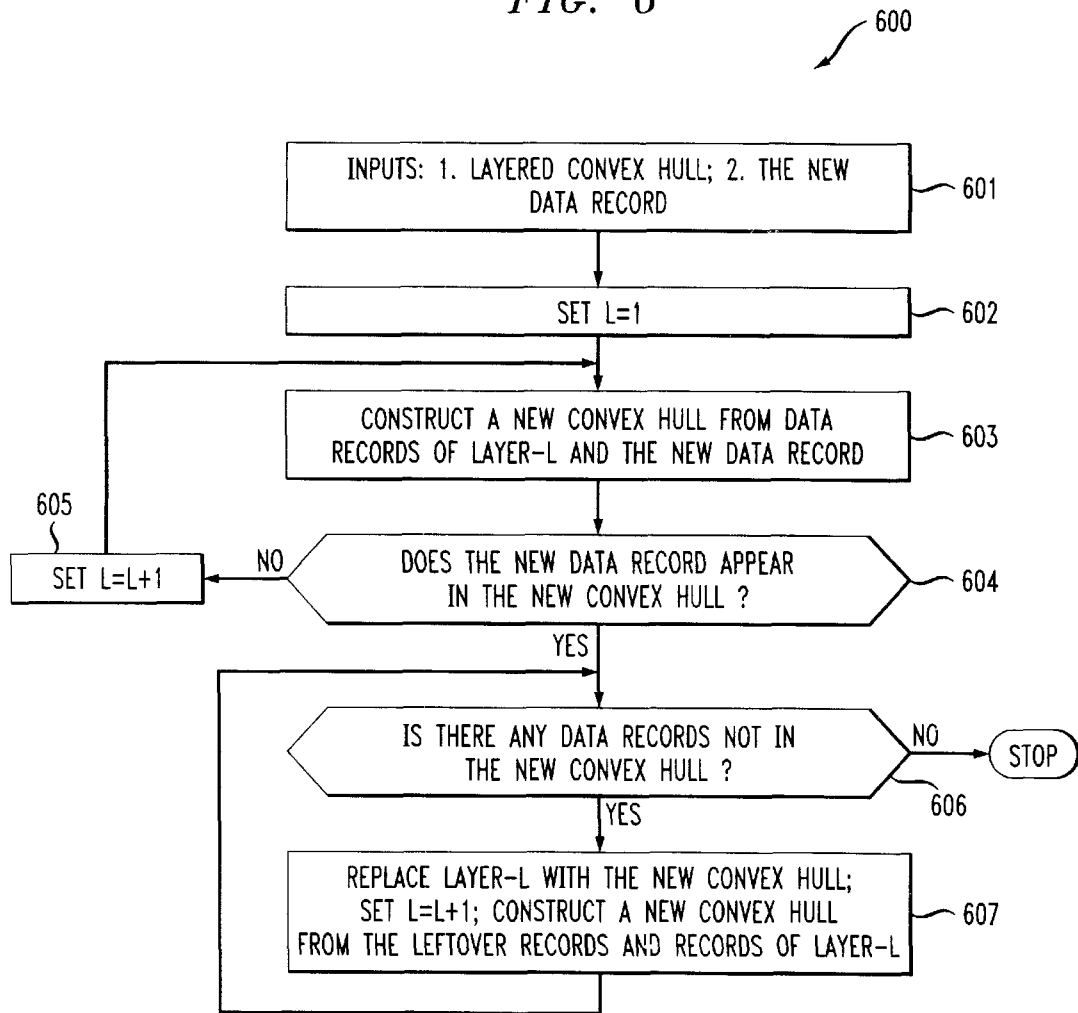 FIG. 6
600
INPUTS: 1. LAYERED CONVEX HULL; 2. THE NEW
DATA RECORD
601
SET L=1
602
CONSTRUCT A NEW CONVEX HULL FROM DATA
RECORDS OF LAYER-L AND THE NEW DATA RECORD
603
605
SET L=L+1
NO
DOES THE NEW DATA RECORD APPEAR
IN THE NEW CONVEX HULL ?
604
YES
IS THERE ANY DATA RECORDS NOT IN
THE NEW CONVEX HULL ?
NO
STOP
606
YES
REPLACE LAYER-L WITH THE NEW CONVEX HULL;
SET L=L+1; CONSTRUCT A NEW CONVEX HULL
FROM THE LEFTOVER RECORDS AND RECORDS OF LAYER-L
607